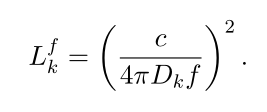 $L_k^f = \left( \frac{c}{4\pi D_k f} \right)^2.$